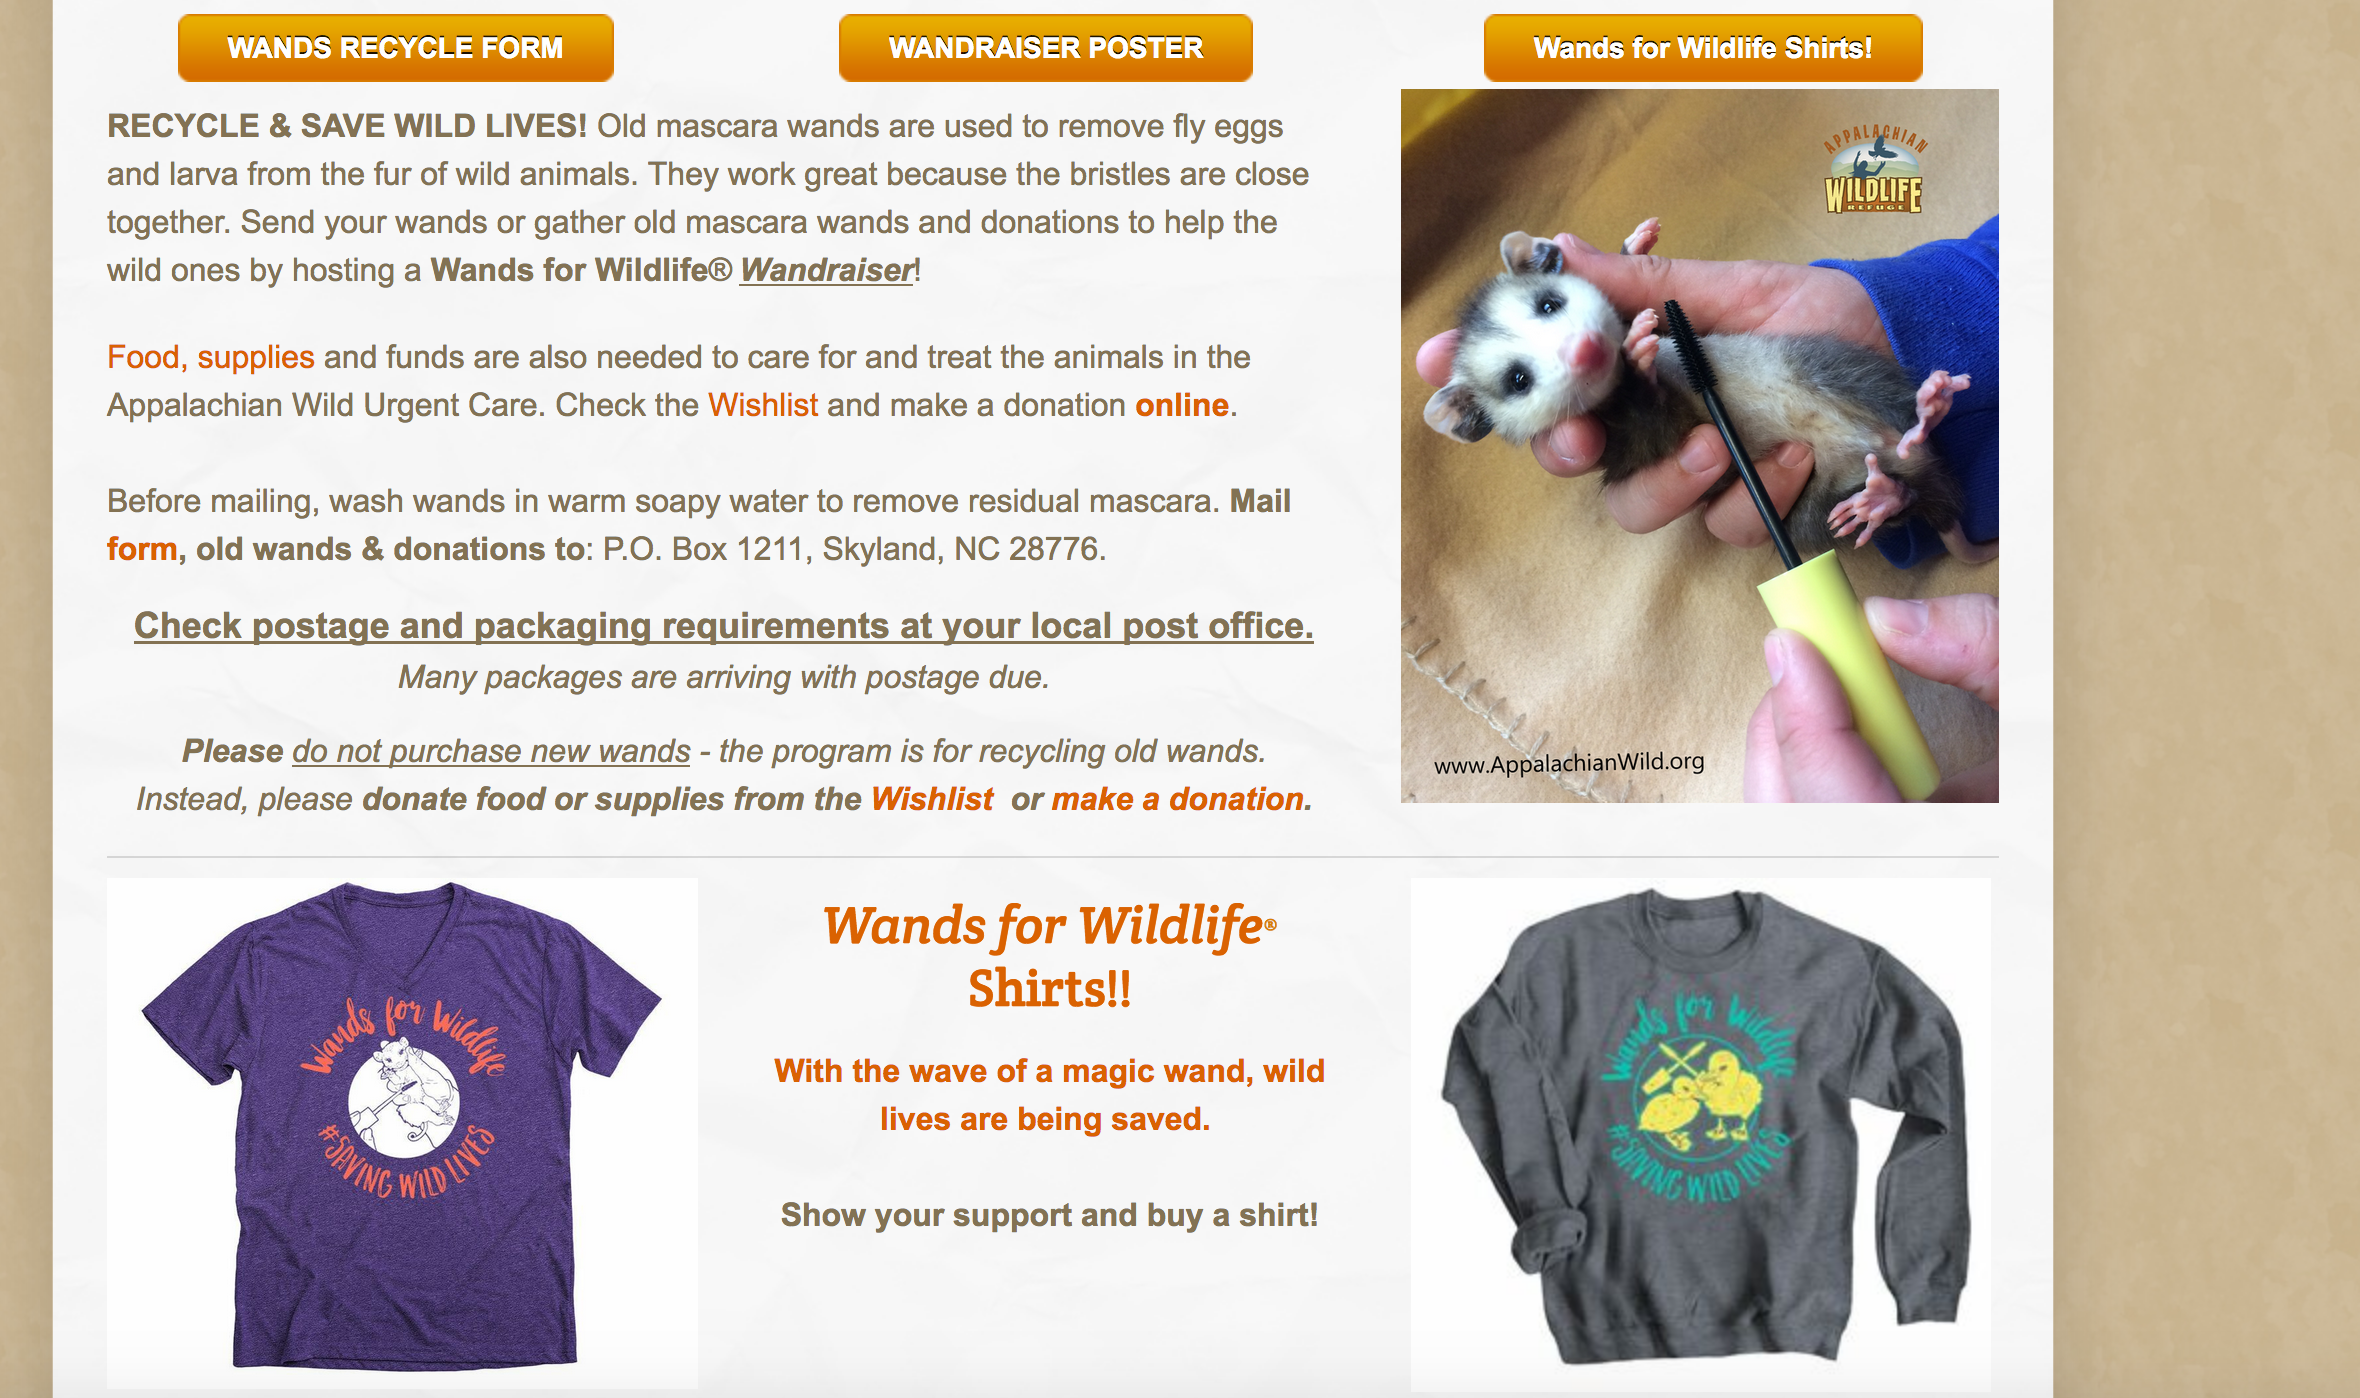 WANDS RECYCLE FORM
WANDRAISER POSTER
Wands for Wildlife Shirts!
RECYCLE & SAVE WILD LIVES! Old mascara wands are used to remove fly eggs
and larva from the fur of wild animals. They work great because the bristles are close
together. Send your wands or gather old mascara wands and donations to help the
wild ones by hosting a Wands for Wildlife® Wandraiser!
Food, supplies and funds are also needed to care for and treat the animals in the
Appalachian Wild Urgent Care. Check the Wishlist and make a donation online.
Before mailing, wash wands in warm soapy water to remove residual mascara. Mail
form, old wands & donations to: P.O. Box 1211, Skyland, NC 28776.
Check postage and packaging requirements at your local post office.
Many packages are arriving with postage due.
Please do not purchase new wands - the program is for recycling old wands.
Instead, please donate food or supplies from the Wishlist or make a donation.
APPALACHIAN
WILDLIFE
REFUGE
www.AppalachianWild.org
Wands for Wildlife
#SAVING WILD LIVES
Wands for Wildlife®
Shirts!!
With the wave of a magic wand, wild
lives are being saved.
Show your support and buy a shirt!
Wands for Wildlife
#SAVING WILD LIVES